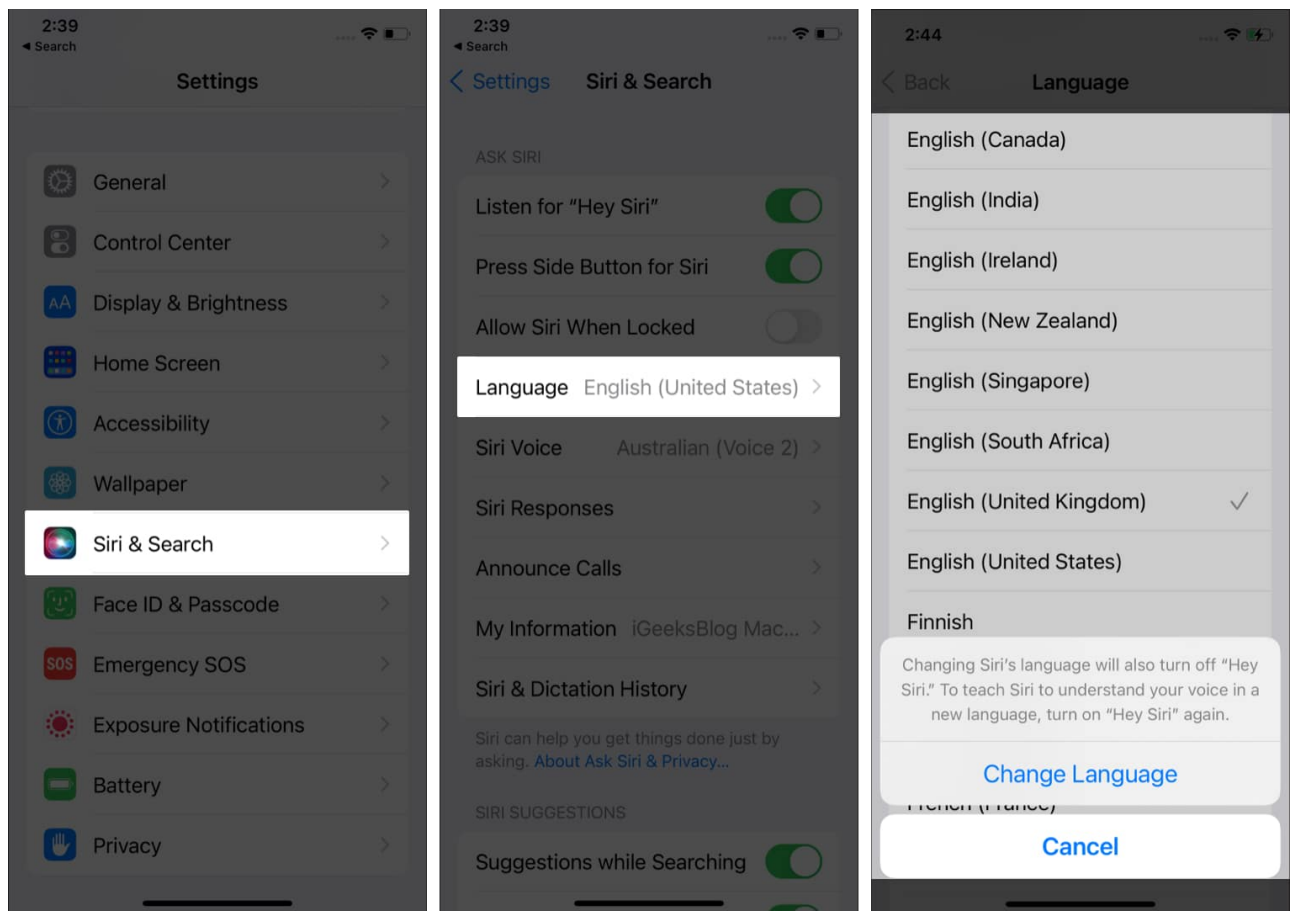 2:39
◀ Search
Settings
General
Control Center
AA Display & Brightness
Home Screen
Accessibility
Wallpaper
Siri & Search
Face ID & Passcode
SOS Emergency SOS
Exposure Notifications
Battery
Privacy
2:39
◀ Search
Settings Siri & Search
ASK SIRI
Listen for “Hey Siri”
Press Side Button for Siri
Allow Siri When Locked
Language English (United States)
Siri Voice Australian (Voice 2)
Siri Responses
Announce Calls
My Information iGeeksBlog Mac...
Siri & Dictation History
Siri can help you get things done just by
asking. About Ask Siri & Privacy...
SIRI SUGGESTIONS
Suggestions while Searching
2:44
Back Language
English (Canada)
English (India)
English (Ireland)
English (New Zealand)
English (Singapore)
English (South Africa)
English (United Kingdom)
English (United States)
Finnish
Changing Siri’s language will also turn off “Hey
Siri.” To teach Siri to understand your voice in a
new language, turn on “Hey Siri” again.
Change Language
French (France)
Cancel